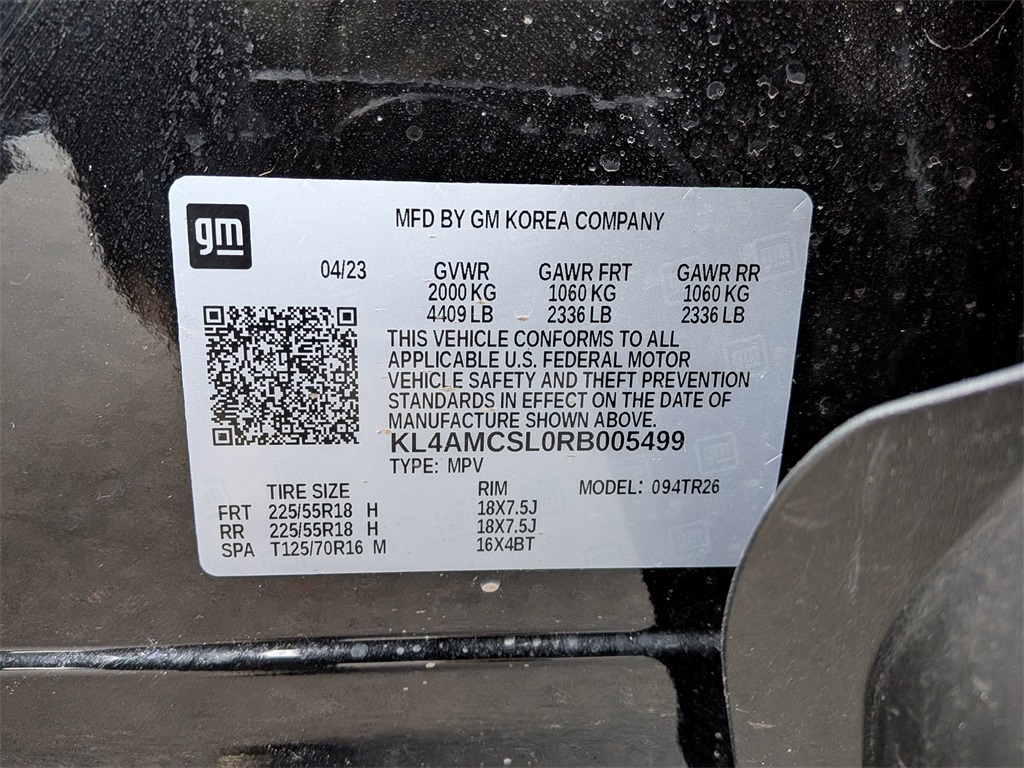 gm
MFD BY GM KOREA COMPANY
04/23 GVWR GAWR FRT GAWR RR
2000 KG 1060 KG 1060 KG
4409 LB 2336 LB 2336 LB
THIS VEHICLE CONFORMS TO ALL
APPLICABLE U.S. FEDERAL MOTOR
VEHICLE SAFETY AND THEFT PREVENTION
STANDARDS IN EFFECT ON THE DATE OF
MANUFACTURE SHOWN ABOVE.
KL4AMCSL0RB005499
TYPE: MPV
TIRE SIZE RIM MODEL: 094TR26
FRT 225/55R18 H 18X7.5J
RR 225/55R18 H 18X7.5J
SPA T125/70R16 M 16X4BT